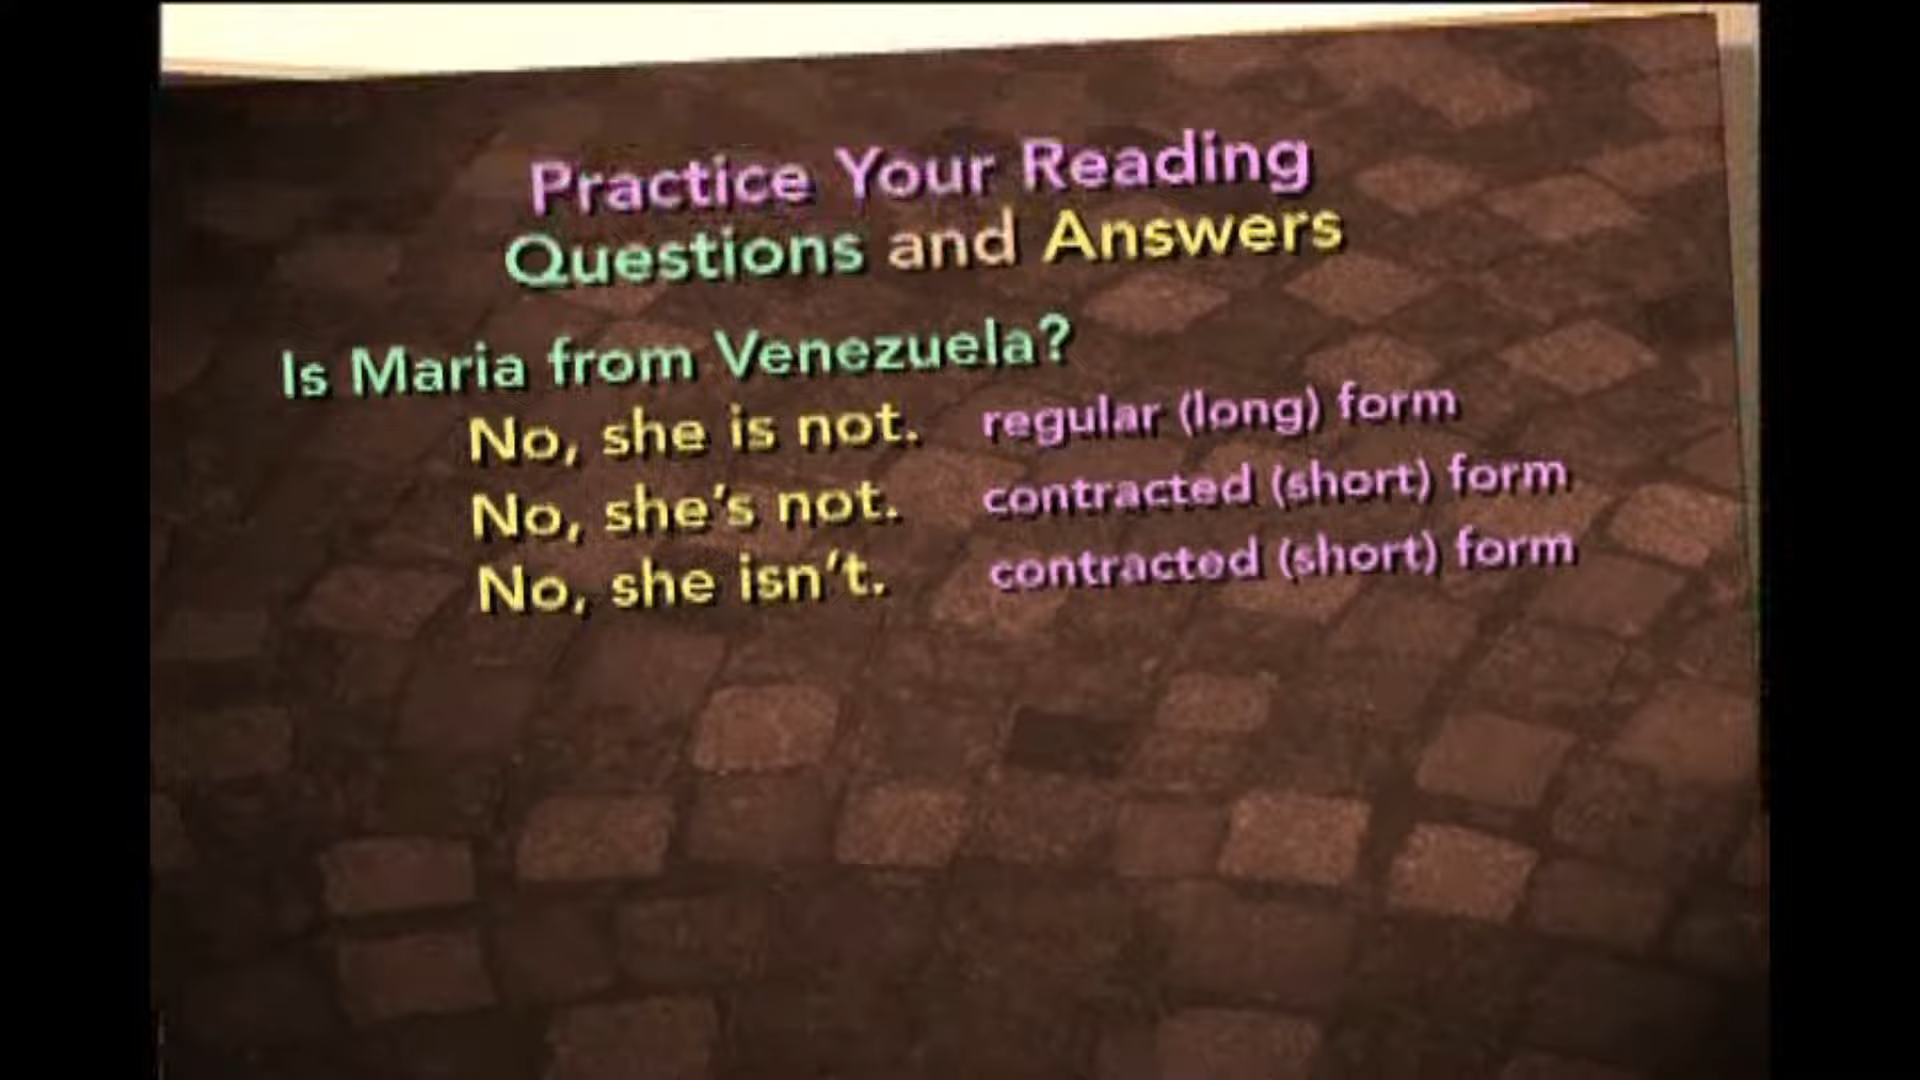 Practice Your Reading
Questions and Answers
Is Maria from Venezuela?
No, she is not. regular (long) form
No, she's not. contracted (short) form
No, she isn't. contracted (short) form